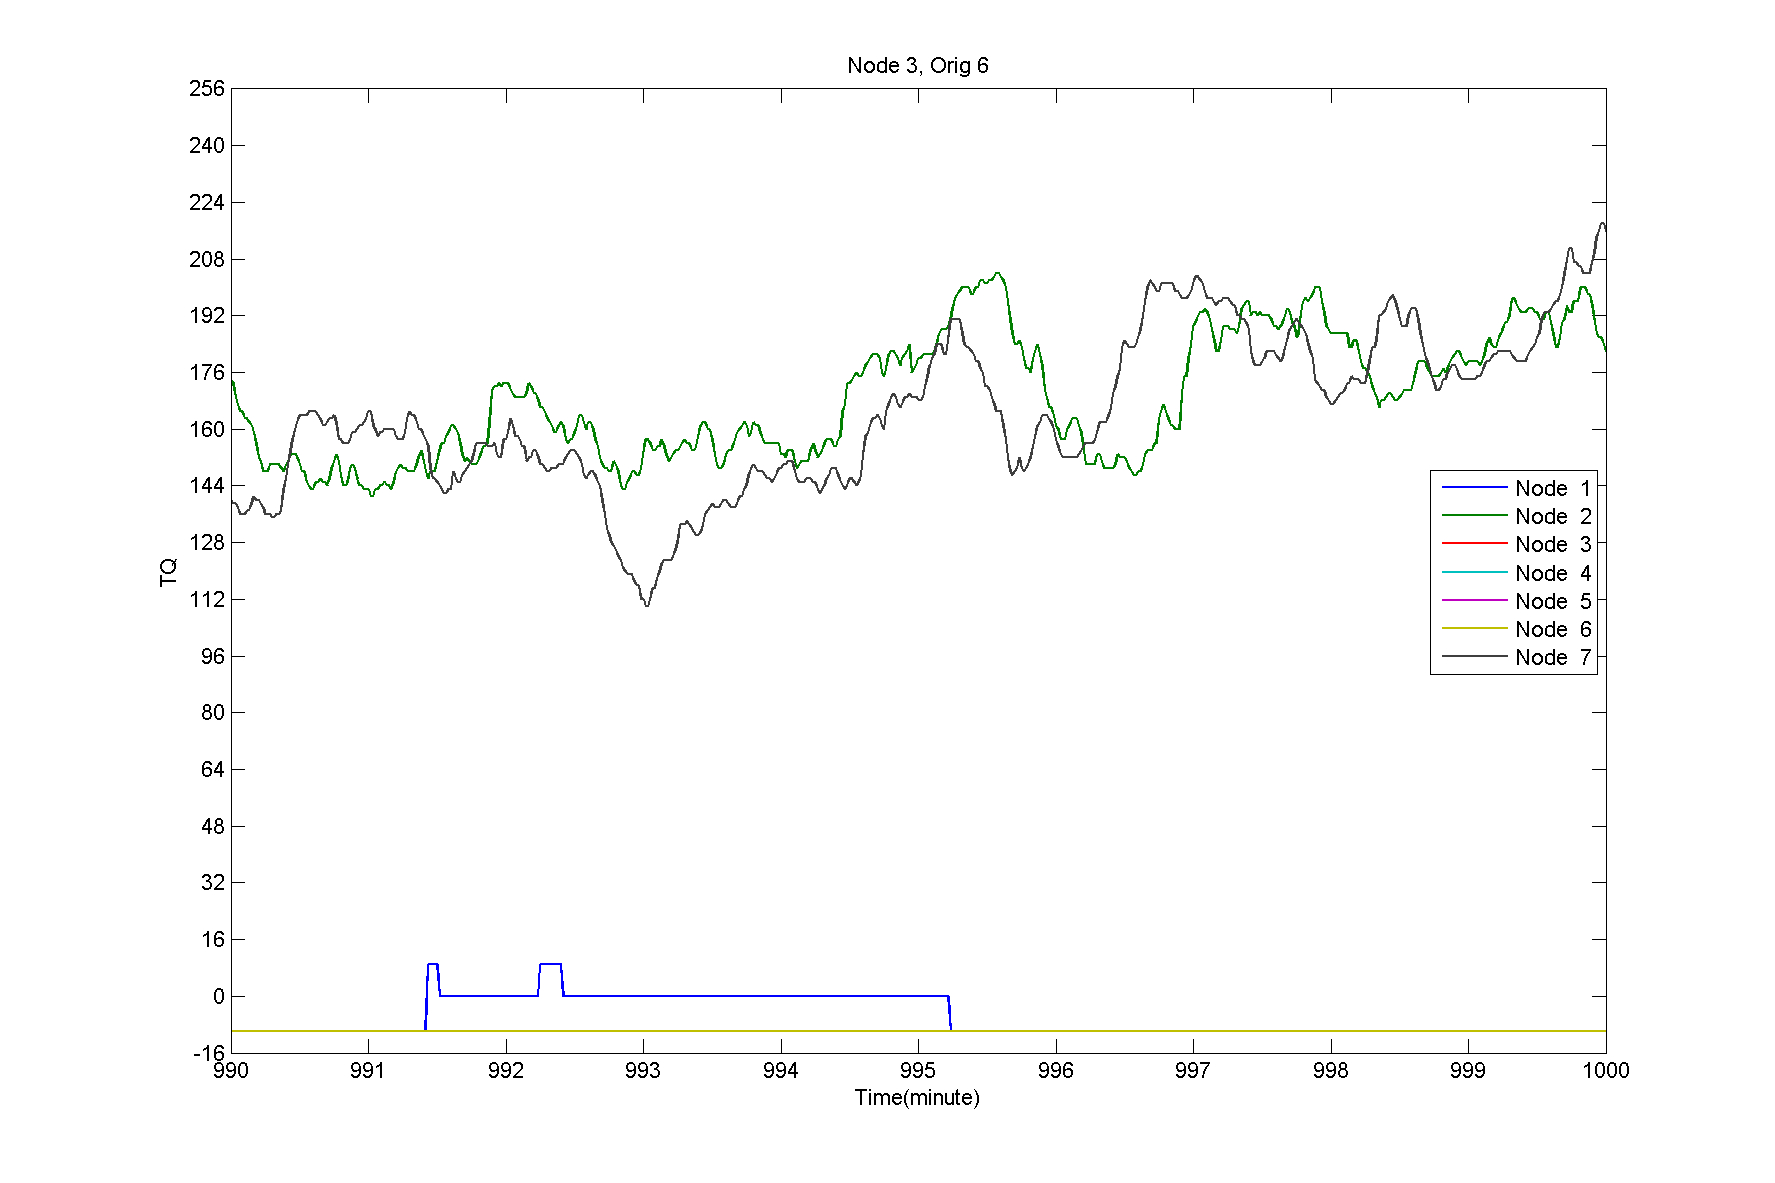 Node 3, Orig 6
256
240
224
208
192
176
160
144
128
112
96
80
64
48
32
16
0
-16
TQ
Node 1
Node 2
Node 3
Node 4
Node 5
Node 6
Node 7
990 991 992 993 994 995 996 997 998 999 1000
Time(minute)